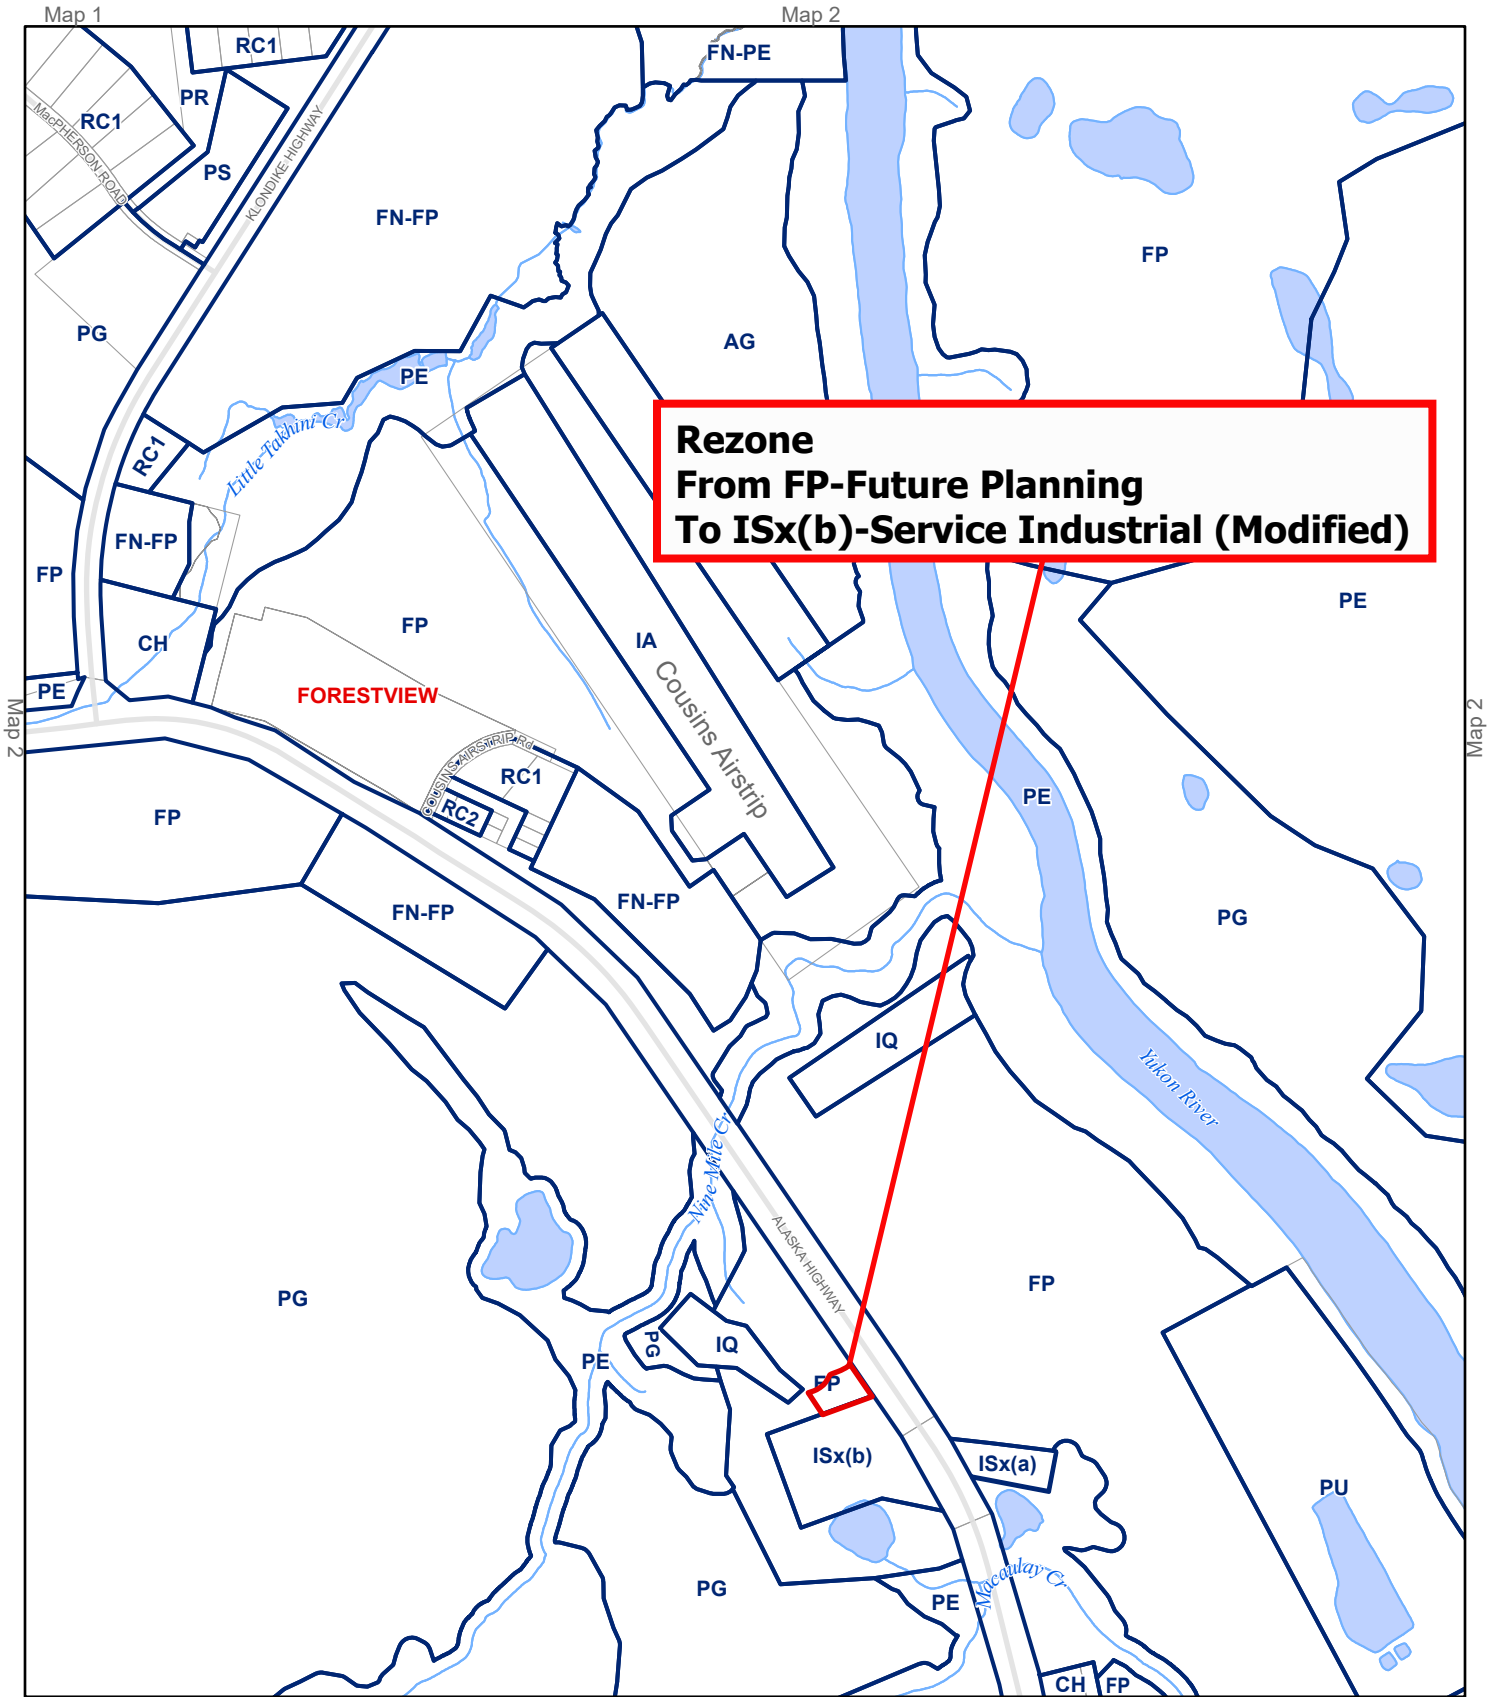 Map 1
Map 2
RC1
FN-PE
PR
RC1
MacPHERSON ROAD
PS
KLONDIKE HIGHWAY
FN-FP
FP
PG
AG
PE
Little Takhini Cr
RC1
Rezone
From FP-Future Planning
To ISx(b)-Service Industrial (Modified)
FN-FP
FP
PE
FP
CH
IA
Cousins Airstrip
PE
FORESTVIEW
Map 2
Map 2
COUSINS AIRSTRIP Rd
RC1
RC2
PE
FP
FN-FP
FN-FP
PG
IQ
Yukon River
Nine Mile Cr
ALASKA HIGHWAY
PG
FP
IQ
PG
PE
FP
ISx(b)
ISx(a)
PU
Macaulay Cr
PG
PE
CH
FP